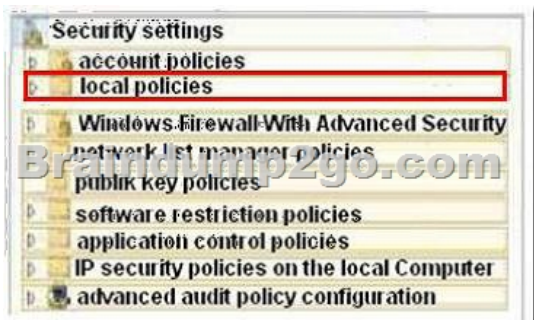 Security settings
account policies
local policies
Windows Firewall With Advanced Security
network list manager policies
Braindump2go.com
publik key policies
software restriction policies
application control policies
IP security policies on the local Computer
advanced audit policy configuration